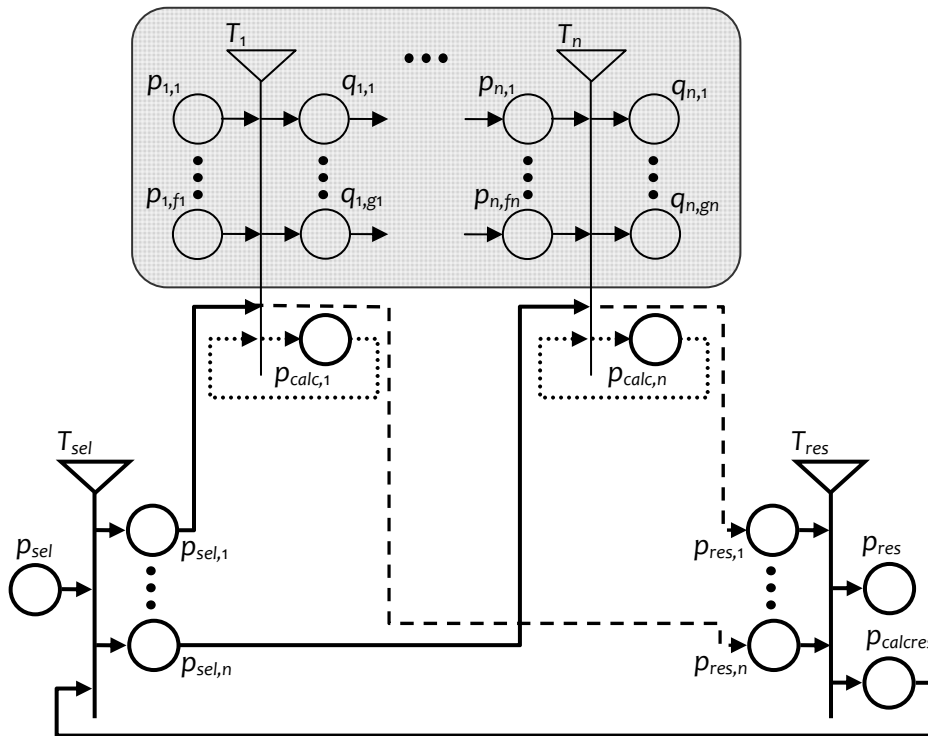 T1 ... Tn
p1,1 q1,1 pn,1 qn,1
p1,f1 q1,g1 pn,fn qn,gn
pcalc,1 pcalc,n
Tsel Tres
psel psel,1 pres,1 pres
psel,n pres,n pcalcres